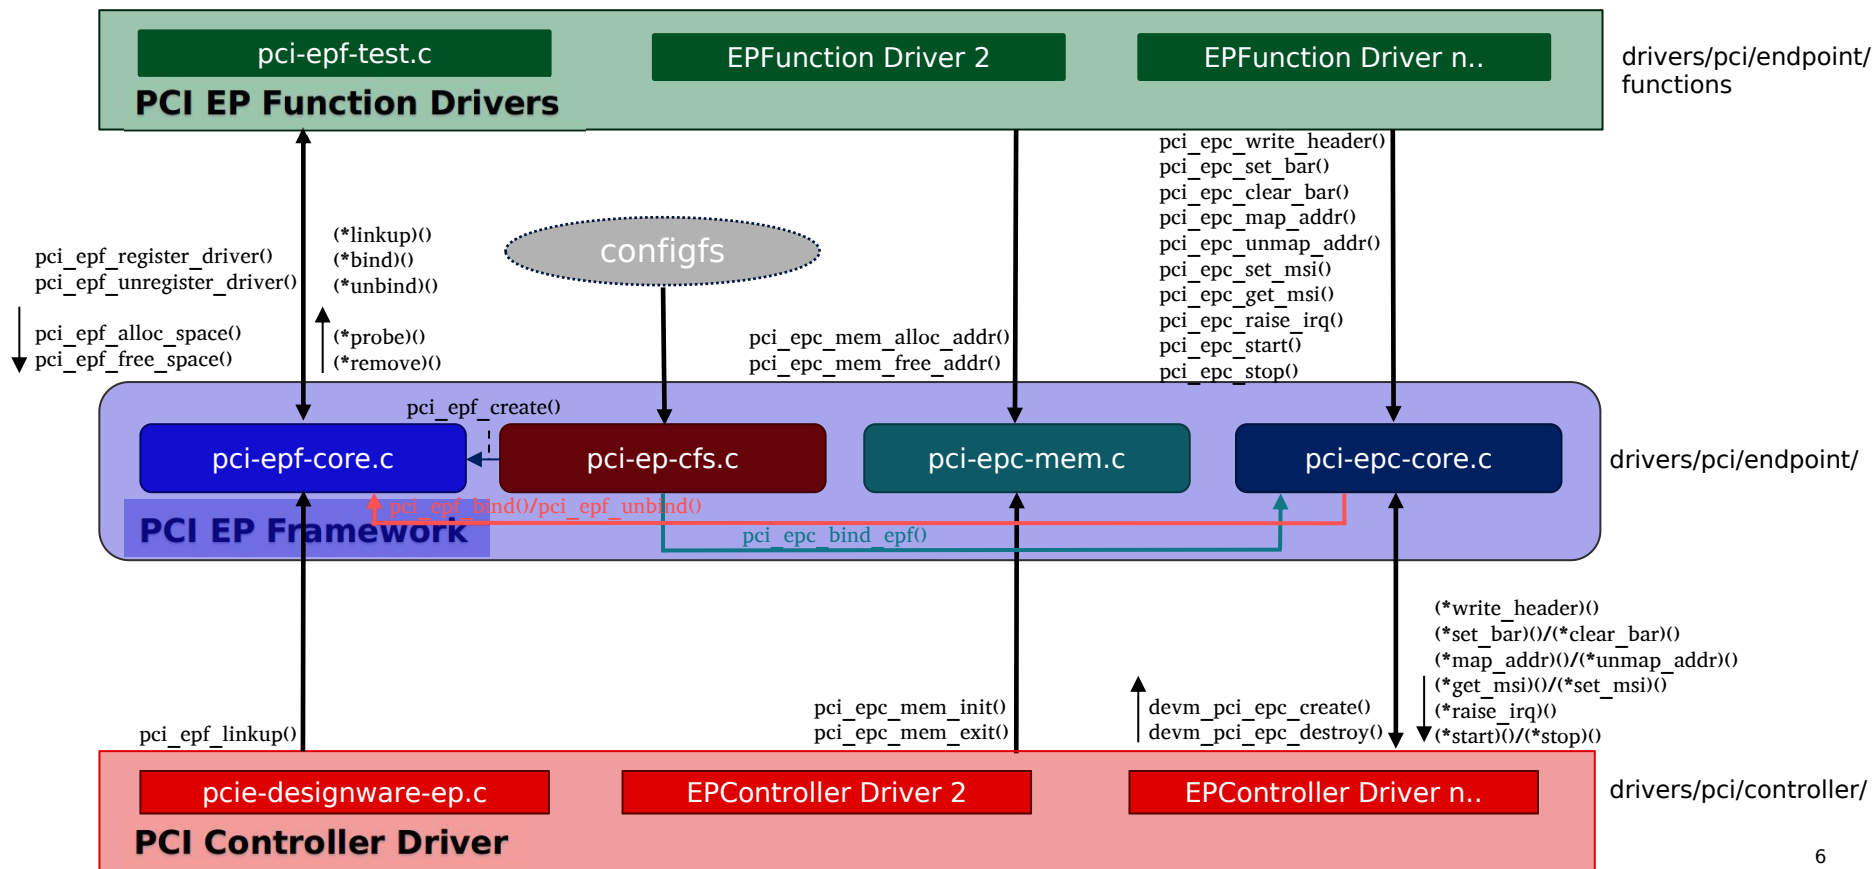 pci-epf-test.c
EPFunction Driver 2
EPFunction Driver n..
PCI EP Function Drivers
drivers/pci/endpoint/
functions
pci_epf_register_driver()
pci_epf_unregister_driver()
pci_epf_alloc_space()
pci_epf_free_space()
(*linkup)()
(*bind)()
(*unbind)()
(*probe)()
(*remove)()
configfs
pci_epc_mem_alloc_addr()
pci_epc_mem_free_addr()
pci_epc_write_header()
pci_epc_set_bar()
pci_epc_clear_bar()
pci_epc_map_addr()
pci_epc_unmap_addr()
pci_epc_set_msi()
pci_epc_get_msi()
pci_epc_raise_irq()
pci_epc_start()
pci_epc_stop()
pci_epf_create()
pci-epf-core.c
pci-ep-cfs.c
pci-epc-mem.c
pci-epc-core.c
drivers/pci/endpoint/
pci_epf_bind()/pci_epf_unbind()
PCI EP Framework
pci_epc_bind_epf()
pci_epf_linkup()
pci_epc_mem_init()
pci_epc_mem_exit()
devm_pci_epc_create()
devm_pci_epc_destroy()
(*write_header)()
(*set_bar)()/(*clear_bar)()
(*map_addr)()/(*unmap_addr)()
(*get_msi)()/(*set_msi)()
(*raise_irq)()
(*start)()/(*stop)()
pcie-designware-ep.c
EPController Driver 2
EPController Driver n..
drivers/pci/controller/
PCI Controller Driver
6